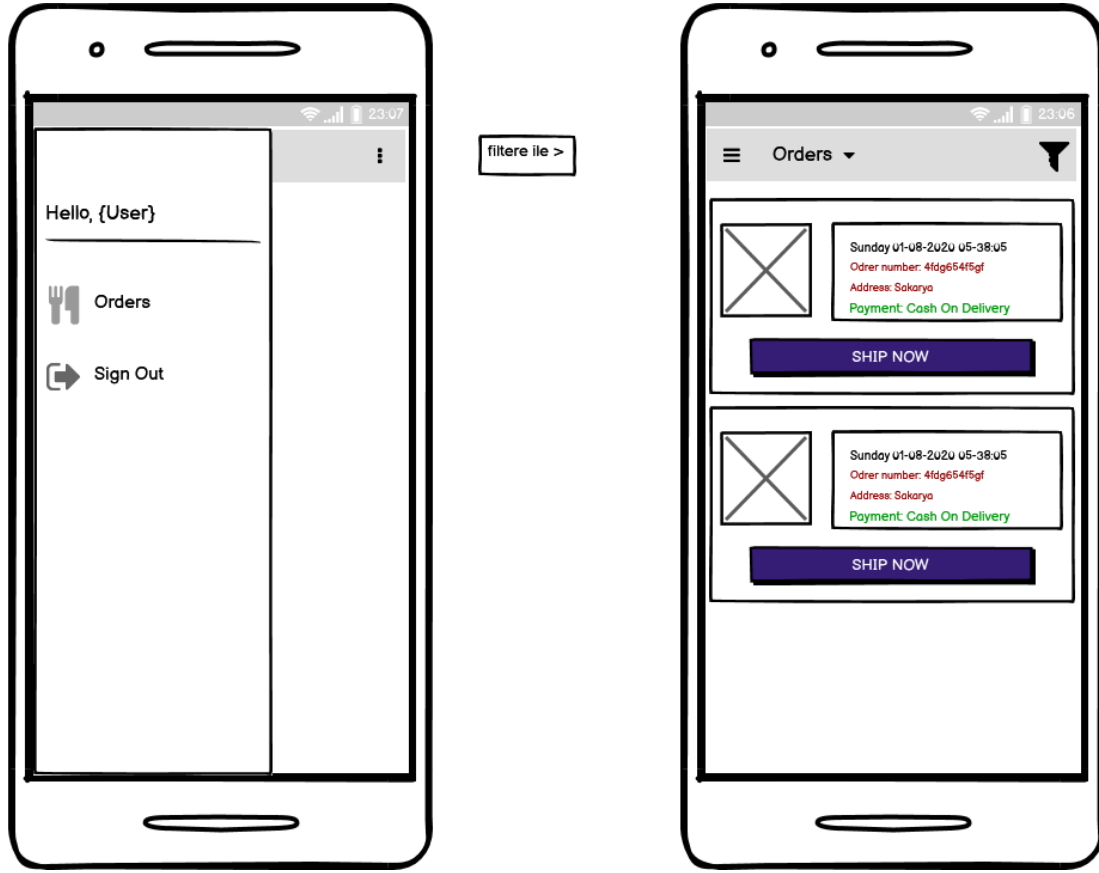 23:07
Hello, {User}
Orders
Sign Out
filtere ile >
23:06
Orders
Sunday 01-08-2020 05-38:05
Odrer number: 4fdg654f5gf
Address: Sakarya
Payment: Cash On Delivery
SHIP NOW
Sunday 01-08-2020 05-38:05
Odrer number: 4fdg654f5gf
Address: Sakarya
Payment: Cash On Delivery
SHIP NOW